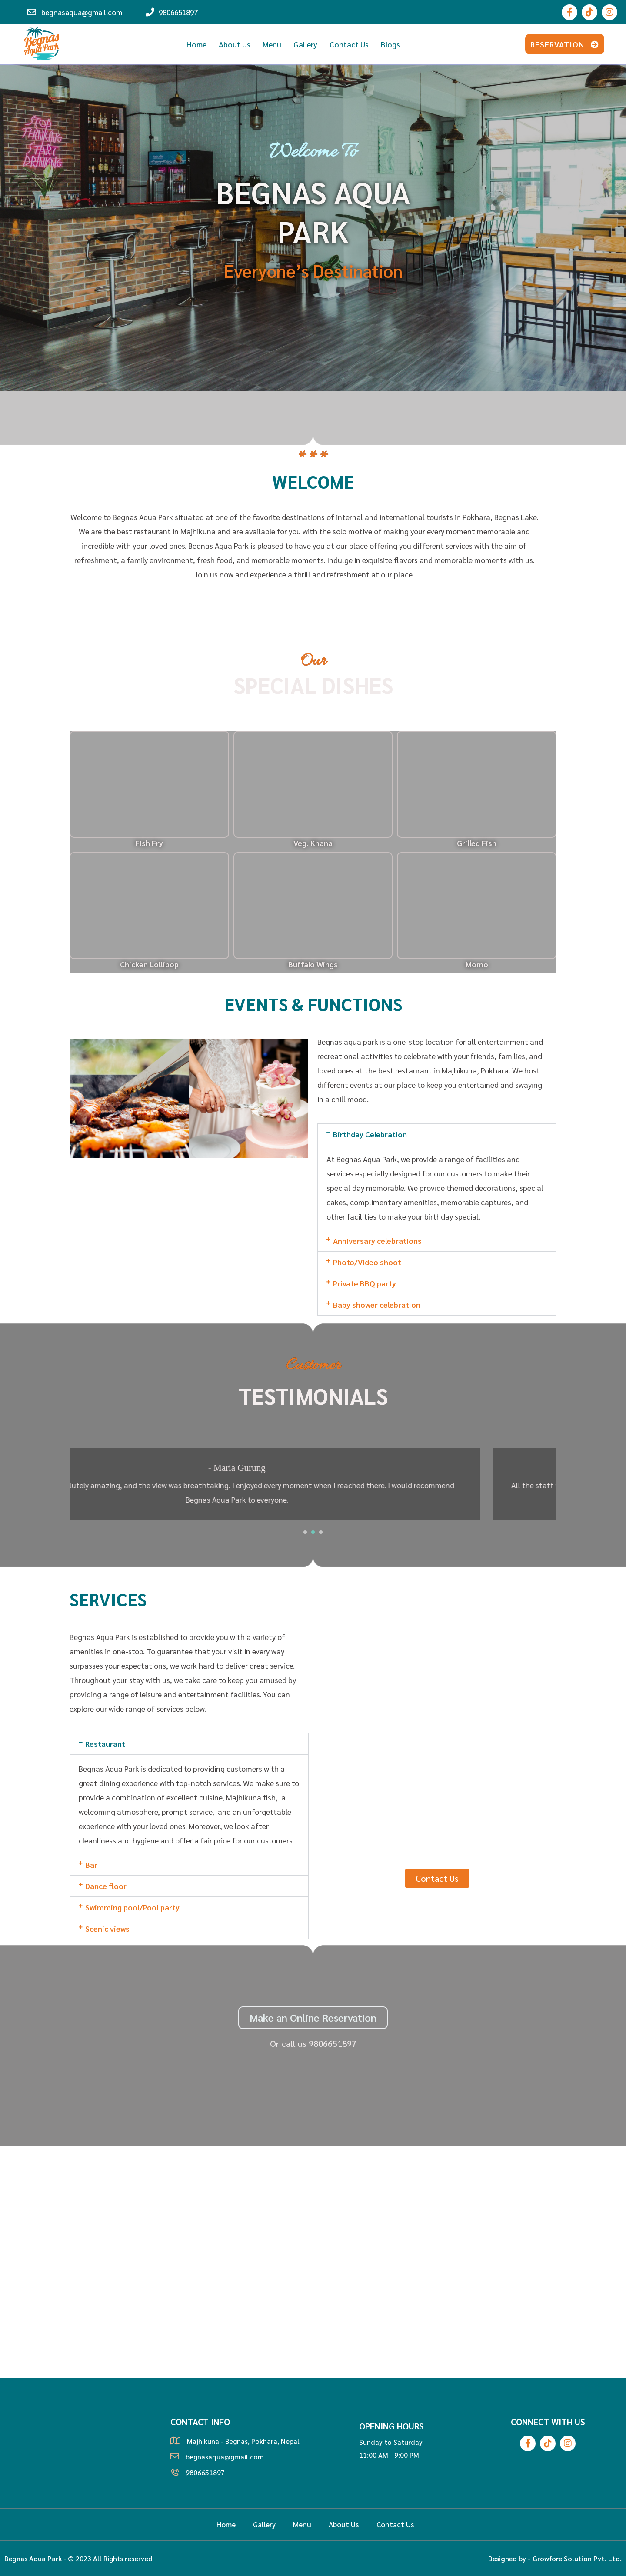 begnasaqua@gmail.com 9806651897
Begnas
Aqua Park
Home About Us Menu Gallery Contact Us Blogs
RESERVATION
STOP
THINKING
START
DRINKING
Welcome To
BEGNAS AQUA
PARK
Everyone's Destination
***
WELCOME
Welcome to Begnas Aqua Park situated at one of the favorite destinations of internal and international tourists in Pokhara, Begnas Lake.
We are the best restaurant in Majhikuna and are available for you with the solo motive of making your every moment memorable and
incredible with your loved ones. Begnas Aqua Park is pleased to have you at our place offering you different services with the aim of
refreshment, a family environment, fresh food, and memorable moments. Indulge in exquisite flavors and memorable moments with us.
Join us now and experience a thrill and refreshment at our place.
Our
SPECIAL DISHES
Fish Fry
Veg. Khana
Grilled Fish
Chicken Lollipop
Buffalo Wings
Momo
EVENTS & FUNCTIONS
Begnas aqua park is a one-stop location for all entertainment and
recreational activities to celebrate with your friends, families, and
loved ones at the best restaurant in Majhikuna, Pokhara. We host
different events at our place to keep you entertained and swaying
in a chill mood.
− Birthday Celebration
At Begnas Aqua Park, we provide a range of facilities and
services especially designed for our customers to make their
special day memorable. We provide themed decorations, special
cakes, complimentary amenities, memorable captures, and
other facilities to make your birthday special.
+ Anniversary celebrations
+ Photo/Video shoot
+ Private BBQ party
+ Baby shower celebration
Customer
TESTIMONIALS
- Maria Gurung
lutely amazing, and the view was breathtaking. I enjoyed every moment when I reached there. I would recommend
Begnas Aqua Park to everyone.
All the staff
SERVICES
Begnas Aqua Park is established to provide you with a variety of
amenities in one-stop. To guarantee that your visit in every way
surpasses your expectations, we work hard to deliver great service.
Throughout your stay with us, we take care to keep you amused by
providing a range of leisure and entertainment facilities. You can
explore our wide range of services below.
− Restaurant
Begnas Aqua Park is dedicated to providing customers with a
great dining experience with top-notch services. We make sure to
provide a combination of excellent cuisine, Majhikuna fish, a
welcoming atmosphere, prompt service, and an unforgettable
experience with your loved ones. Moreover, we look after
cleanliness and hygiene and offer a fair price for our customers.
+ Bar
+ Dance floor
+ Swimming pool/Pool party
+ Scenic views
Contact Us
Make an Online Reservation
Or call us 9806651897
CONTACT INFO
Majhikuna - Begnas, Pokhara, Nepal
begnasaqua@gmail.com
9806651897
OPENING HOURS
Sunday to Saturday
11:00 AM - 9:00 PM
CONNECT WITH US
Home Gallery Menu About Us Contact Us
Begnas Aqua Park - © 2023 All Rights reserved
Designed by - Growfore Solution Pvt. Ltd.